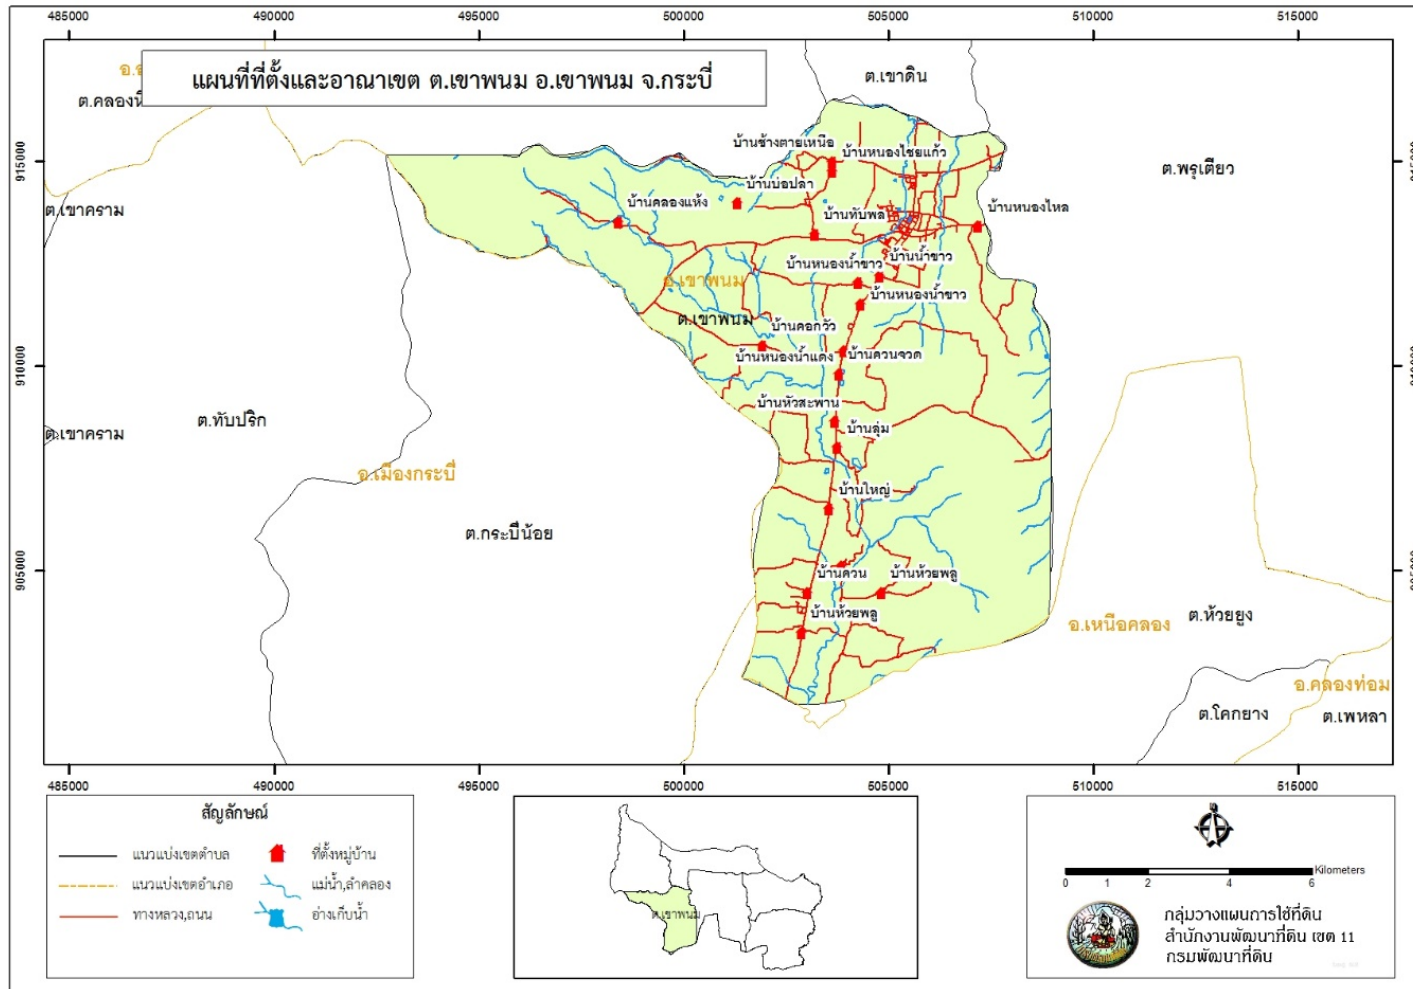 485000 490000 495000 500000 505000 510000 515000
แผนที่ที่ตั้งและอาณาเขต ต.เขาพนม อ.เขาพนม จ.กระบี่
ต.เขาดิน
915000
ต.พรุเตียว
ต.เขาคราม
บ้านช้างตายเหนือ
บ้านหนองไชยแก้ว
บ้านบ่อปลา
บ้านคลองแห้ง
บ้านทับพล
บ้านหนองไหล
บ้านหนองน้ำขาว
บ้านน้ำขาว
อ.เขาพนม
บ้านหนองน้ำขาว
ต.เขาพนม
บ้านคอกวัว
บ้านหนองน้ำแดง
บ้านควนจวด
910000
บ้านหัวสะพาน
บ้านลุ่ม
ต.ทับปริก
ต.เขาคราม
อ.เมืองกระบี่
บ้านใหญ่
ต.กระบี่น้อย
905000
บ้านควน
บ้านห้วยพลู
บ้านห้วยพลู
อ.เหนือคลอง
ต.ห้วยยูง
อ.คลองท่อม
ต.โคกยาง
ต.เพหลา
485000 490000 495000 500000 505000 510000 515000
สัญลักษณ์
แนวแบ่งเขตตำบล
ที่ตั้งหมู่บ้าน
แนวแบ่งเขตอำเภอ
แม่น้ำ,ลำคลอง
ทางหลวง,ถนน
อ่างเก็บน้ำ
ต.เขาพนม
Kilometers
0 1 2 4 6
กลุ่มวางแผนการใช้ที่ดิน
สำนักงานพัฒนาที่ดิน เขต 11
กรมพัฒนาที่ดิน